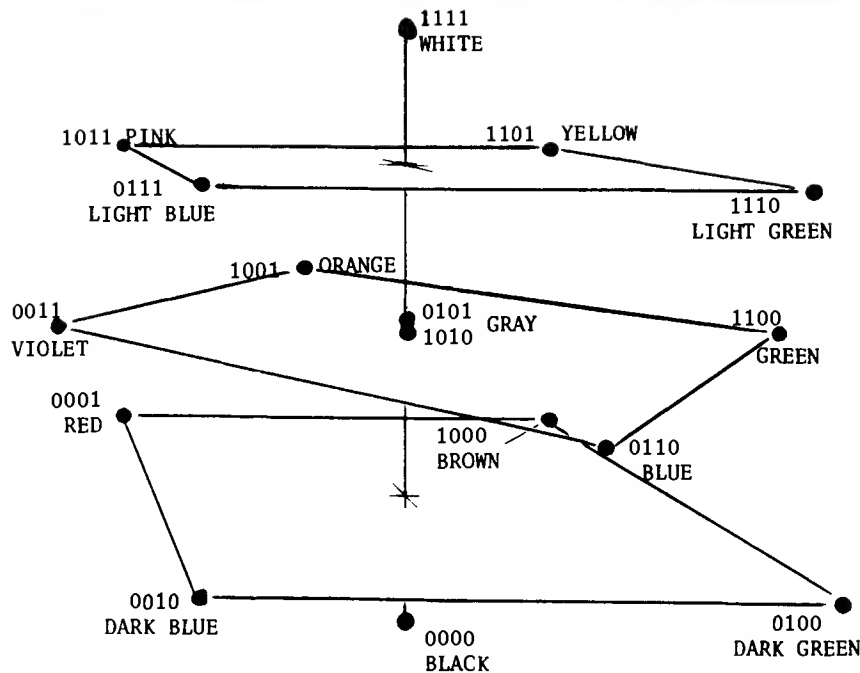 1111
WHITE
1011 PINK
1101 YELLOW
0111
LIGHT BLUE
1110
LIGHT GREEN
1001 ORANGE
0011
VIOLET
0101
GRAY
1010
1100
GREEN
0001
RED
1000
BROWN
0110
BLUE
0010
DARK BLUE
0000
BLACK
0100
DARK GREEN